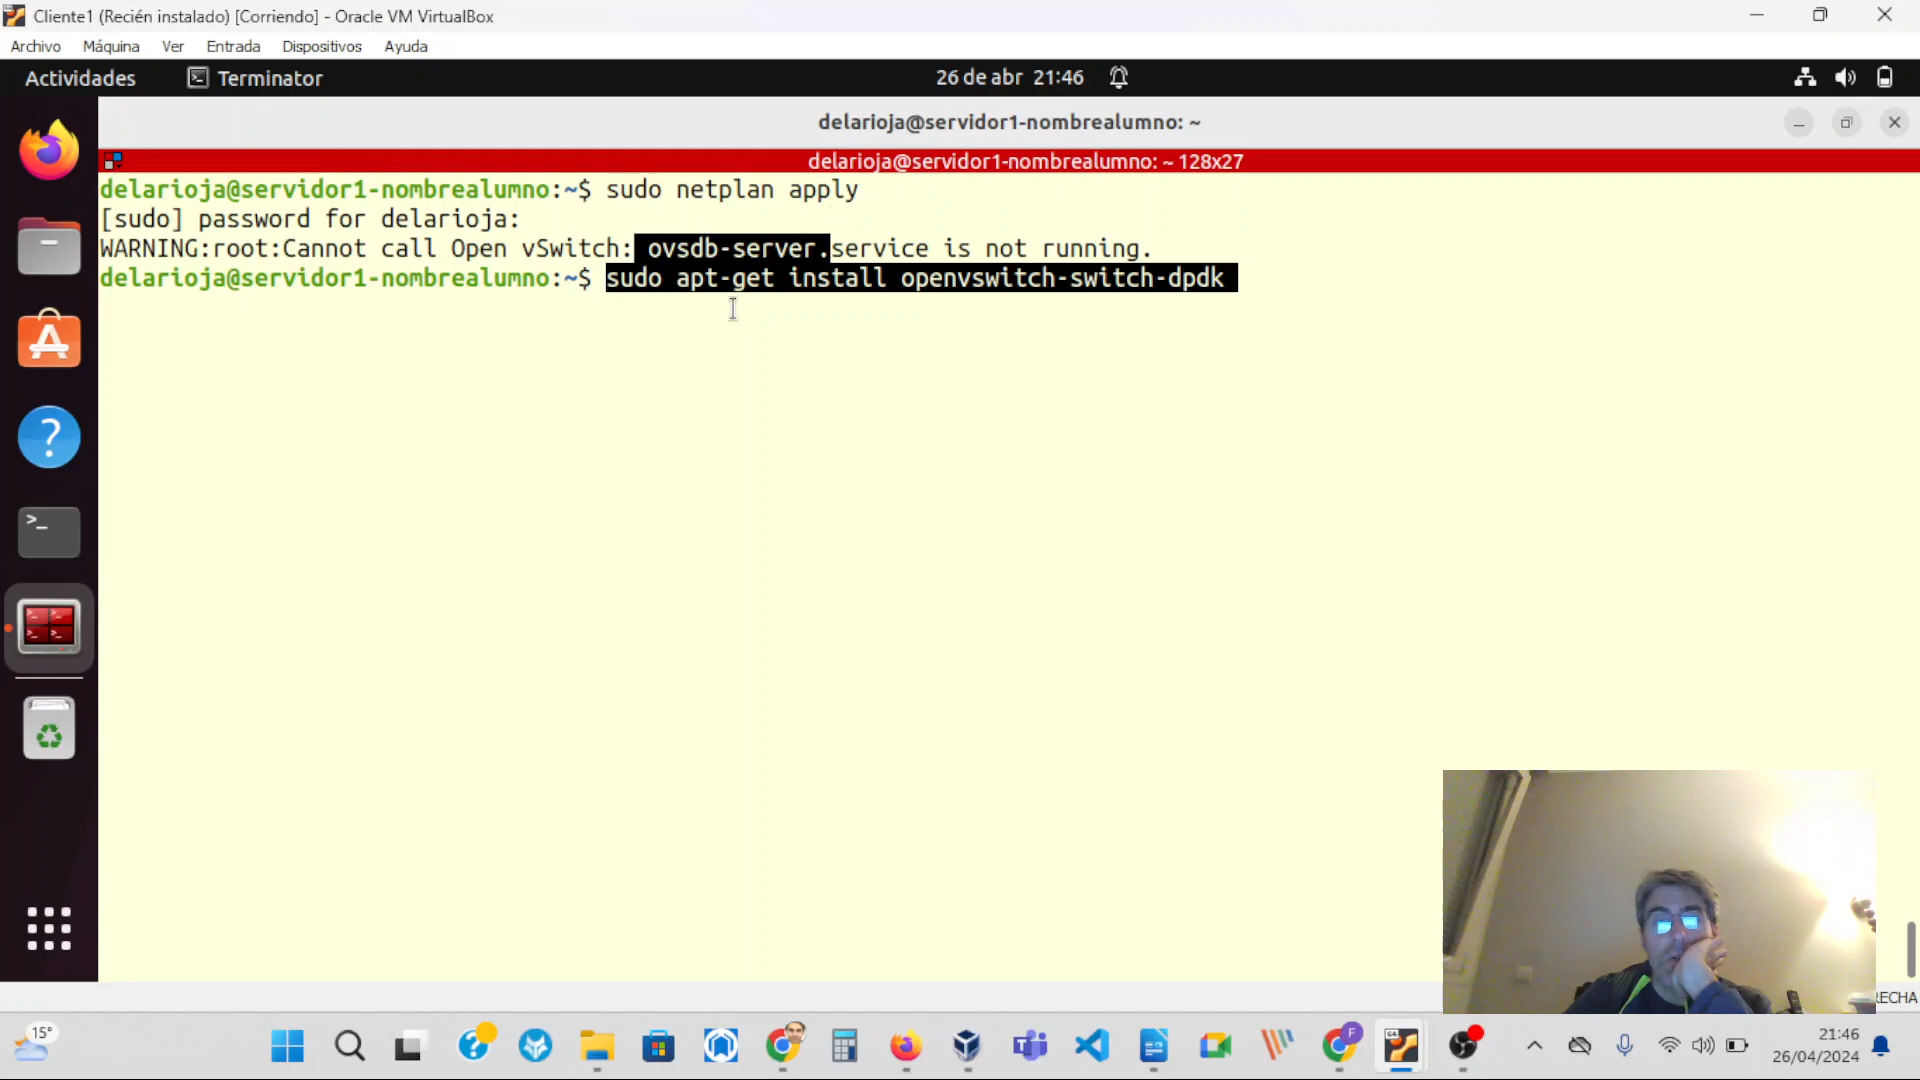 Cliente1 (Recién instalado) [Corriendo] - Oracle VM VirtualBox
Archivo Máquina Ver Entrada Dispositivos Ayuda
Actividades Terminator 26 de abr 21:46
delarioja@servidor1-nombrealumno: ~
delarioja@servidor1-nombrealumno: ~ 128x27
delarioja@servidor1-nombrealumno:~$ sudo netplan apply
[sudo] password for delarioja:
WARNING:root:Cannot call Open vSwitch: ovsdb-server.service is not running.
delarioja@servidor1-nombrealumno:~$ sudo apt-get install openvswitch-switch-dpdk
RECHA
15°
21:46
26/04/2024